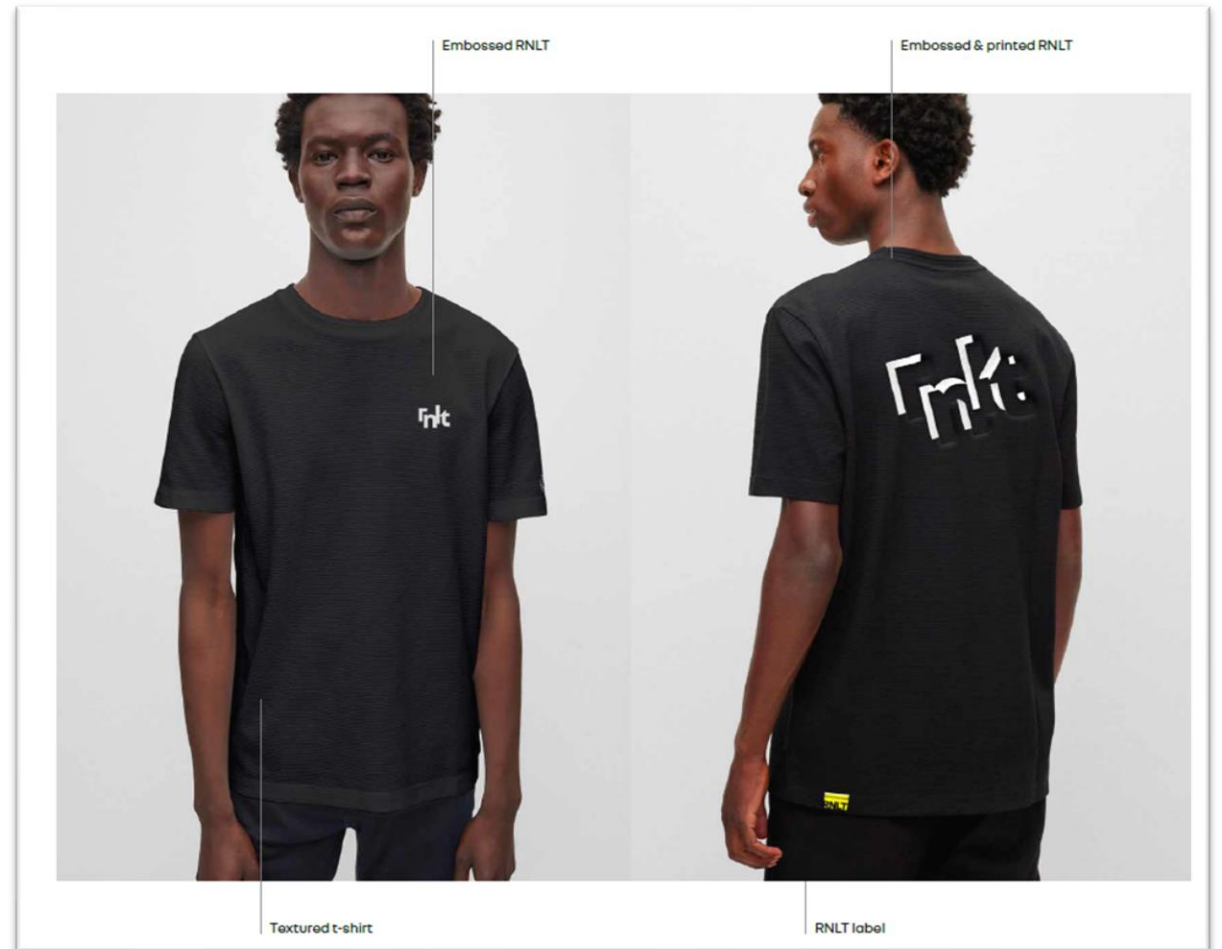 Embossed RNLT
Embossed & printed RNLT
rnlt
rnlt
RNLT
Textured t-shirt
RNLT label